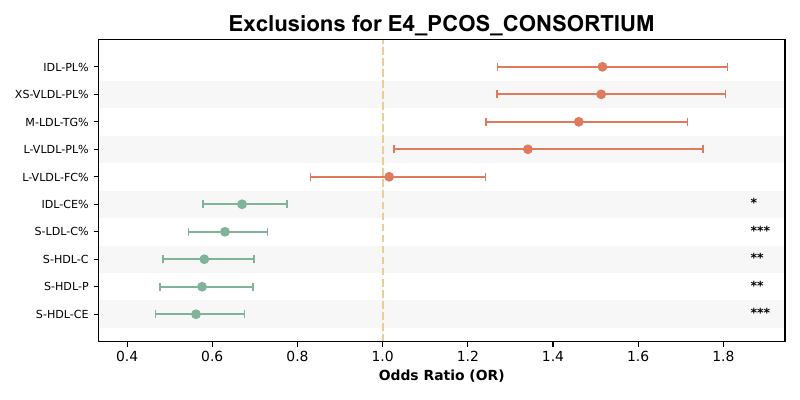 Exclusions for E4_PCOS_CONSORTIUM
IDL-PL%
XS-VLDL-PL%
M-LDL-TG%
L-VLDL-PL%
L-VLDL-FC%
IDL-CE% *
S-LDL-C% ***
S-HDL-C **
S-HDL-P **
S-HDL-CE ***
0.4 0.6 0.8 1.0 1.2 1.4 1.6 1.8
Odds Ratio (OR)